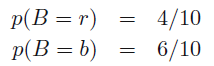 p(B = r) = 4/10
p(B = b) = 6/10